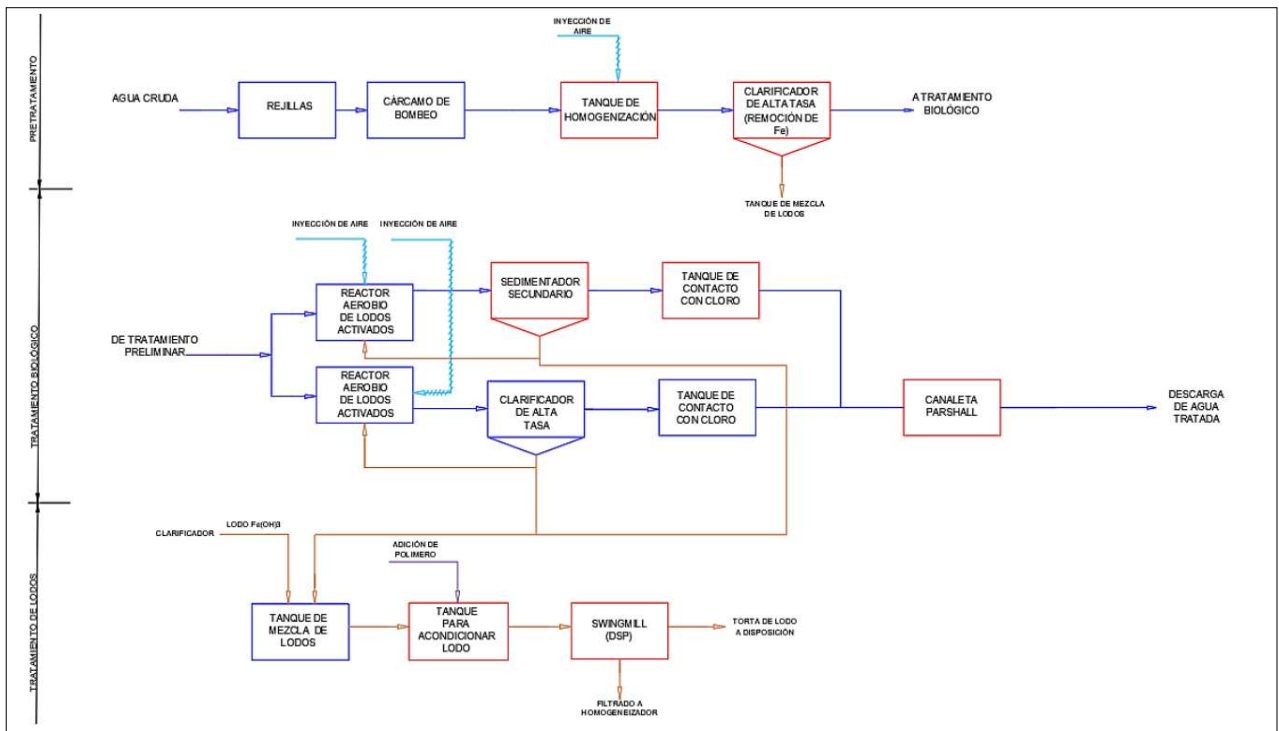 PRETRATAMIENTO
INYECCIÓN DE
AIRE
AGUA CRUDA
REJILLAS
CÁRCAMO DE
BOMBEO
TANQUE DE
HOMOGENIZACIÓN
CLARIFICADOR
DE ALTA TASA
(REMOCIÓN DE
Fe)
A TRATAMIENTO
BIOLÓGICO
TANQUE DE MEZCLA
DE LODOS
TRATAMIENTO BIOLÓGICO
INYECCIÓN DE AIRE
INYECCIÓN DE AIRE
DE TRATAMIENTO
PRELIMINAR
REACTOR
AEROBIO
DE LODOS
ACTIVADOS
SEDIMENTADOR
SECUNDARIO
TANQUE DE
CONTACTO
CON CLORO
REACTOR
AEROBIO
DE LODOS
ACTIVADOS
CLARIFICADOR
DE ALTA
TASA
TANQUE DE
CONTACTO
CON CLORO
CANALETA
PARSHALL
DESCARGA
DE AGUA
TRATADA
TRATAMIENTO DE LODOS
CLARIFICADOR
LODO Fe(OH)3
ADICIÓN DE
POLIMERO
TANQUE DE
MEZCLA DE
LODOS
TANQUE
PARA
ACONDICIONAR
LODO
SWINGMILL
(DSP)
TORTA DE LODO
A DISPOSICIÓN
FILTRADO A
HOMOGENEIZADOR